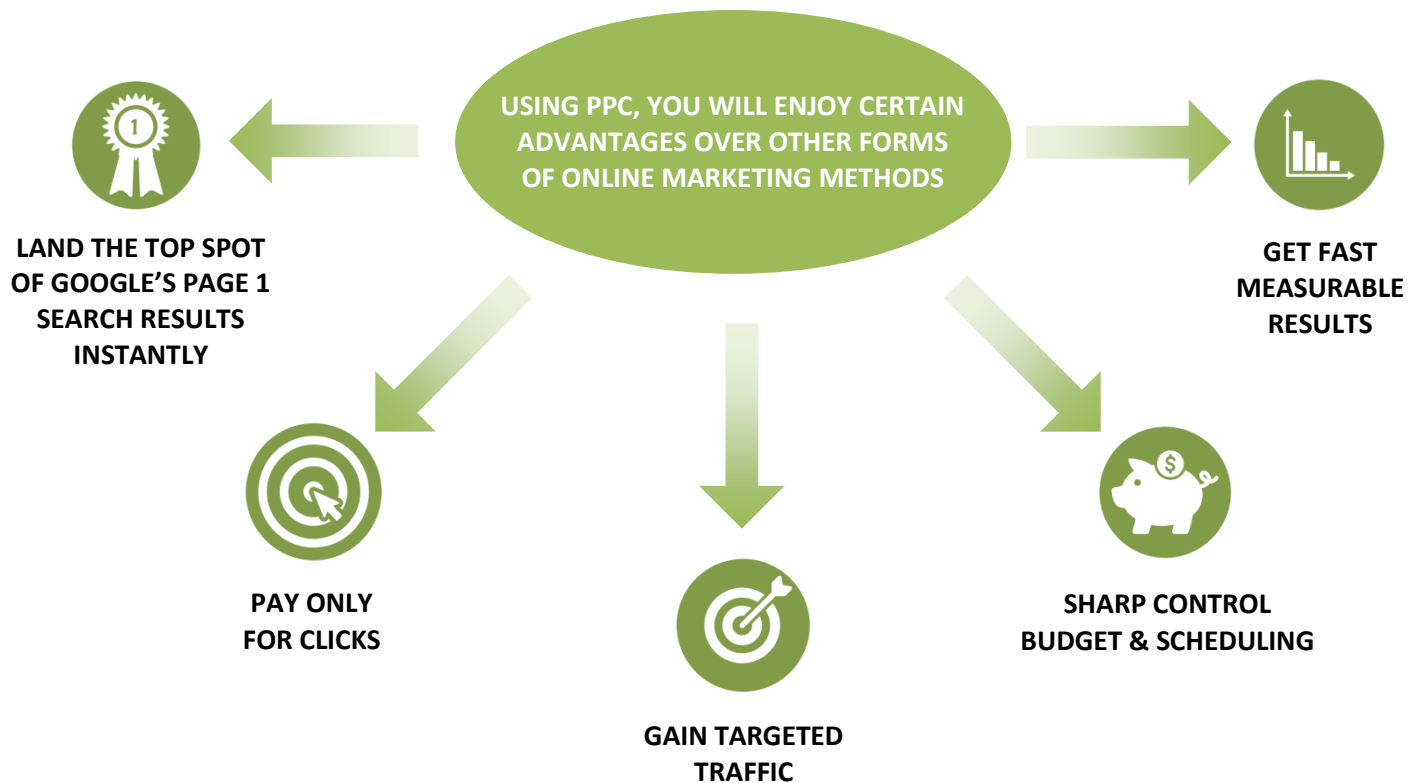 USING PPC, YOU WILL ENJOY CERTAIN
ADVANTAGES OVER OTHER FORMS
OF ONLINE MARKETING METHODS
1
LAND THE TOP SPOT
OF GOOGLE’S PAGE 1
SEARCH RESULTS
INSTANTLY
PAY ONLY
FOR CLICKS
GAIN TARGETED
TRAFFIC
$
SHARP CONTROL
BUDGET & SCHEDULING
GET FAST
MEASURABLE
RESULTS